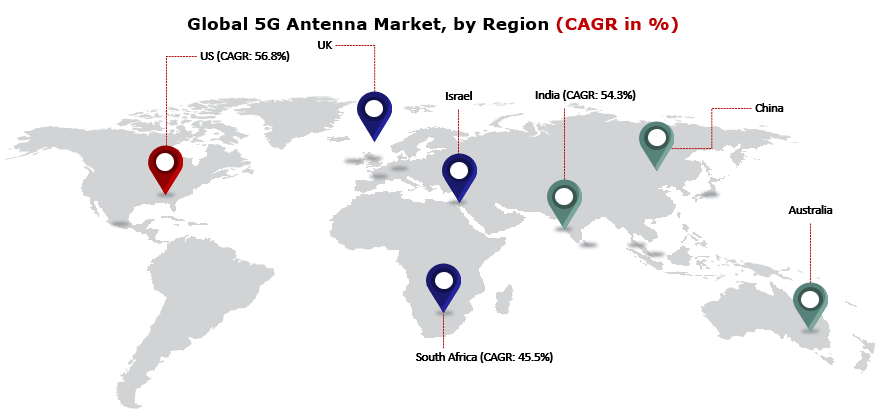 Global 5G Antenna Market, by Region (CAGR in %)
UK
US (CAGR: 56.8%)
Israel
India (CAGR: 54.3%)
China
Australia
South Africa (CAGR: 45.5%)